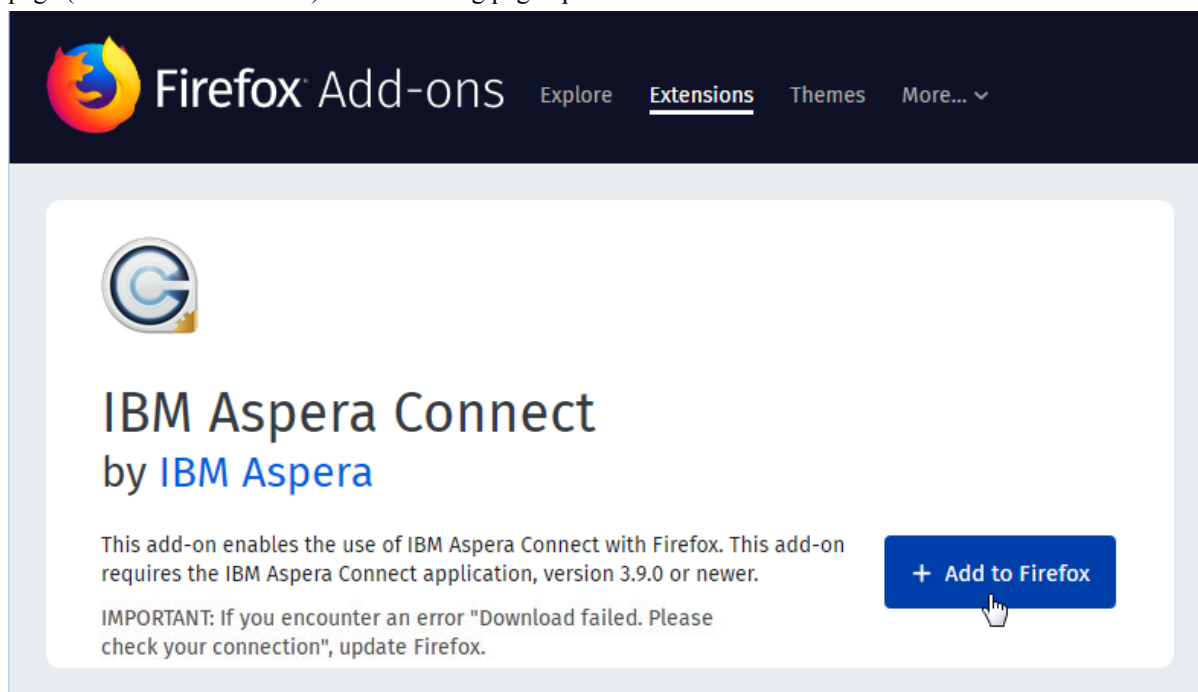 Firefox Add-ons Explore Extensions Themes More...
IBM Aspera Connect
by IBM Aspera
This add-on enables the use of IBM Aspera Connect with Firefox. This add-on
requires the IBM Aspera Connect application, version 3.9.0 or newer.
+ Add to Firefox
IMPORTANT: If you encounter an error "Download failed. Please
check your connection", update Firefox.